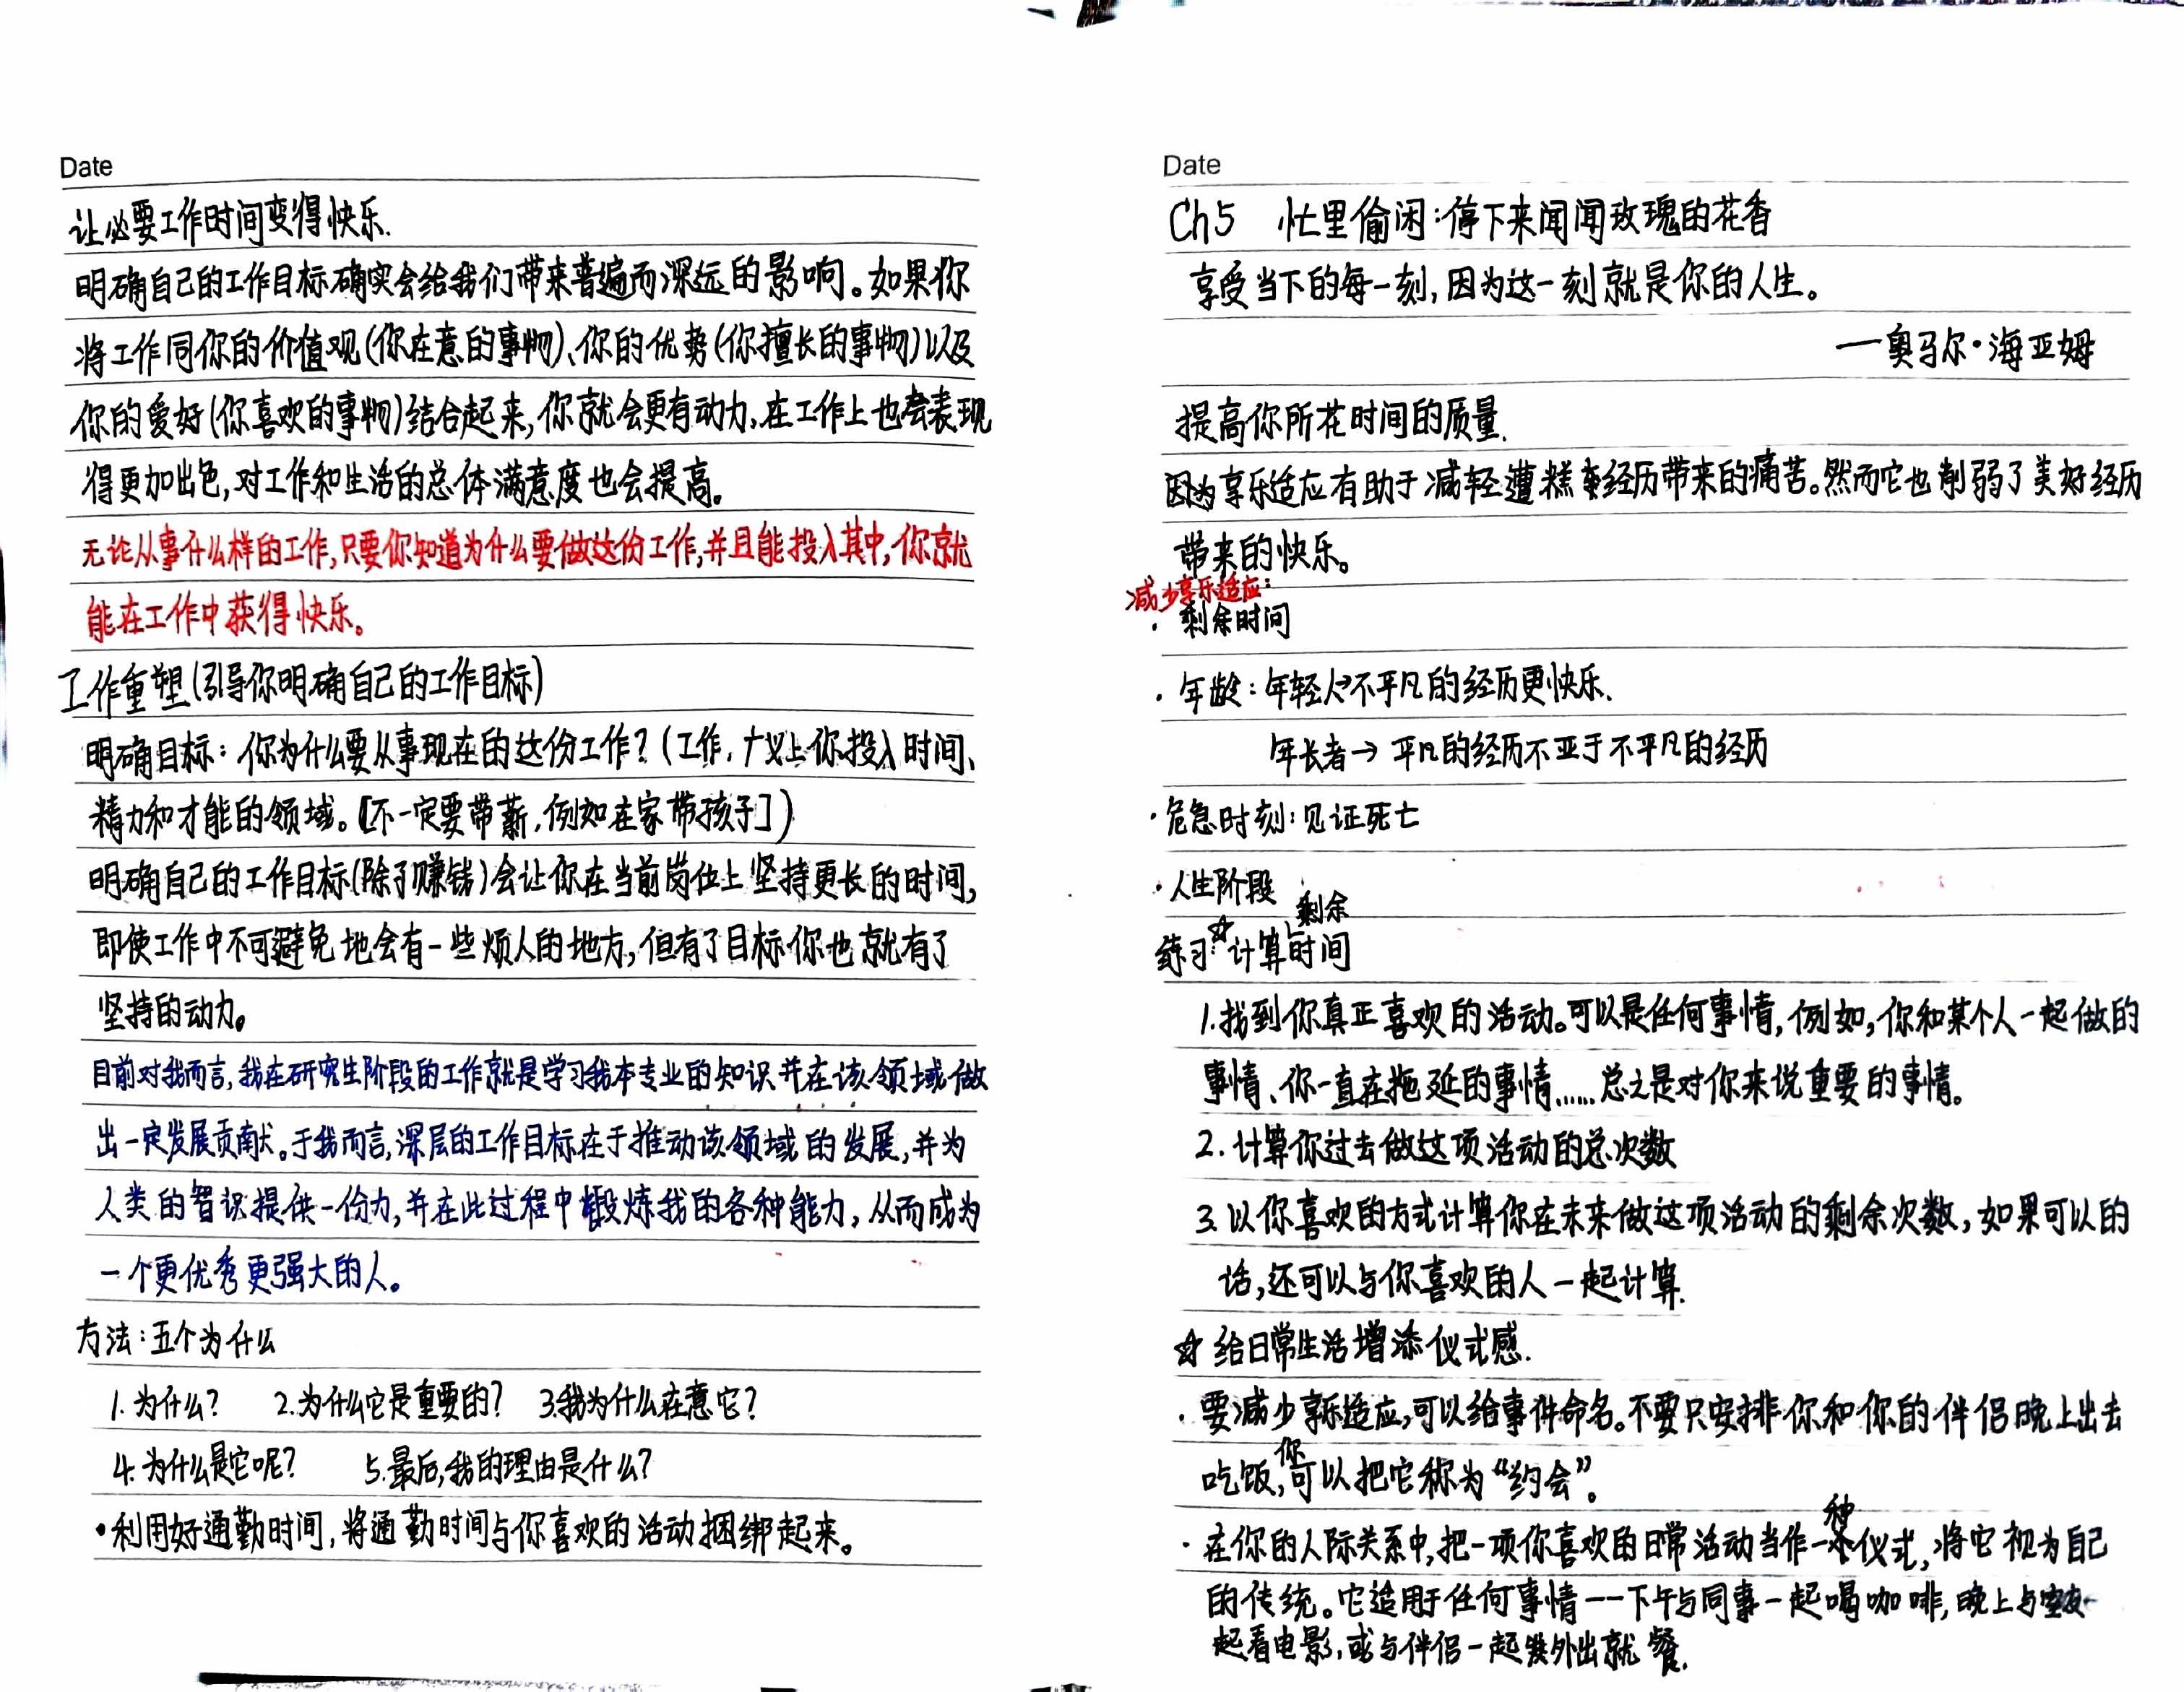 Date
让必要工作时间变得快乐.
明确自己的工作目标确实会给我们带来普遍而深远的影响。如果你
将工作同你的价值观(你在意的事物)、你的优势(你擅长的事物)以及
你的爱好(你喜欢的事物)结合起来,你就会更有动力,在工作上也会表现
得更加出色,对工作和生活的总体满意度也会提高。
无论从事什么样的工作,只要你知道为什么要做这份工作,并且能投入其中,你就
能在工作中获得快乐。
工作重塑(引导你明确自己的工作目标)
明确目标：你为什么要从事现在的这份工作？(工作,广义上你投入时间、
精力和才能的领域。[不一定要带薪,例如在家带孩子])
明确自己的工作目标(除了赚钱)会让你在当前岗位上坚持更长的时间,
即使工作中不可避免地会有一些烦人的地方,但有了目标你也就有了
坚持的动力。
目前对我而言,我在研究生阶段的工作就是学习我本专业的知识并在该领域做
出一定发展贡献。于我而言,深层的工作目标在于推动该领域的发展,并为
人类的智识提供一份力,并在此过程中锻炼我的各种能力,从而成为
一个更优秀更强大的人。
方法：五个为什么
1.为什么? 2.为什么它是重要的? 3.我为什么在意它?
4.为什么是它呢? 5.最后,我的理由是什么?
•利用好通勤时间,将通勤时间与你喜欢的活动捆绑起来。
Date
Ch5 忙里偷闲:停下来闻闻玫瑰的花香
享受当下的每一刻,因为这一刻就是你的人生。
—奥马尔·海亚姆
提高你所花时间的质量.
因为享乐适应有助于减轻遭糕经历带来的痛苦。然而它也削弱了美好经历
带来的快乐。
减少享乐适应:
· 剩余时间
· 年龄：年轻人→不平凡的经历更快乐.
年长者→ 平凡的经历不亚于不平凡的经历
·危急时刻:见证死亡
·人生阶段
练习:☆计算剩余时间
1.找到你真正喜欢的活动。可以是任何事情,例如,你和某个人一起做的
事情、你一直在拖延的事情……总之是对你来说重要的事情。
2.计算你过去做这项活动的总次数
3.以你喜欢的方式计算你在未来做这项活动的剩余次数,如果可以的
话,还可以与你喜欢的人一起计算.
☆ 给日常生活增添仪式感.
·要减少享乐适应,可以给事件命名。不要只安排你和你的伴侣晚上出去
吃饭,你可以把它称为“约会”。
·在你的人际关系中,把一项你喜欢的日常活动当作一种仪式,将它视为自己
的传统。它适用于任何事情——下午与同事一起喝咖啡,晚上与室友一
起看电影,或与伴侣一起外出就餐.